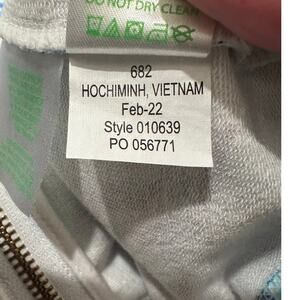 DO NOT DRY CLEAN
682
HOCHIMINH, VIETNAM
Feb-22
Style 010639
PO 056771